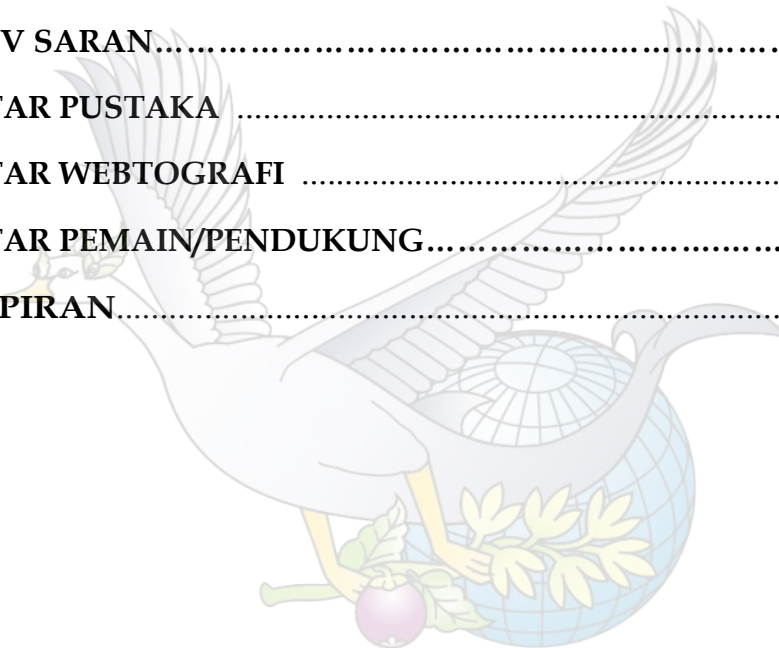 V SARAN……………………………………….…………….
TAR PUSTAKA ..............................................................................
TAR WEBTOGRAFI ....................................................................
TAR PEMAIN/PENDUKUNG……………………….…..
PIRAN..............................................................................................